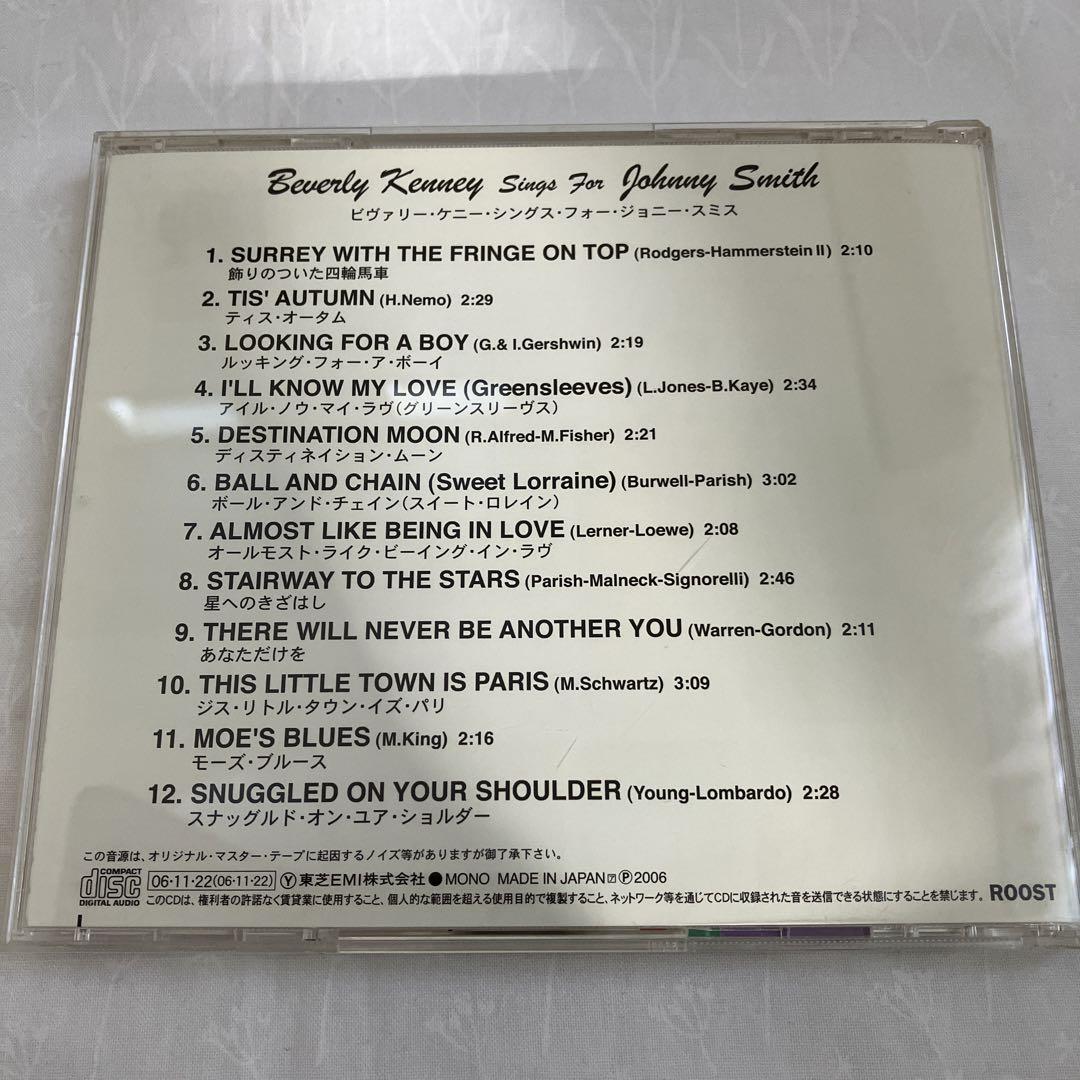 Beverly Kenney Sings For Johnny Smith
ビヴァリー・ケニー・シングス・フォー・ジョニー・スミス
1. SURREY WITH THE FRINGE ON TOP (Rodgers-Hammerstein II) 2:10
飾りのついた四輪馬車
2. TIS' AUTUMN (H.Nemo) 2:29
ティス・オータム
3. LOOKING FOR A BOY (G.& I.Gershwin) 2:19
ルッキング・フォー・ア・ボーイ
4. I'LL KNOW MY LOVE (Greensleeves) (L.Jones-B.Kaye) 2:34
アイル・ノウ・マイ・ラヴ(グリーンスリーヴス)
5. DESTINATION MOON (R.Alfred-M.Fisher) 2:21
ディスティネイション・ムーン
6. BALL AND CHAIN (Sweet Lorraine) (Burwell-Parish) 3:02
ボール・アンド・チェイン(スイート・ロレイン)
7. ALMOST LIKE BEING IN LOVE (Lerner-Loewe) 2:08
オールモスト・ライク・ビーイング・イン・ラヴ
8. STAIRWAY TO THE STARS (Parish-Malneck-Signorelli) 2:46
星へのきざはし
9. THERE WILL NEVER BE ANOTHER YOU (Warren-Gordon) 2:11
あなただけを
10. THIS LITTLE TOWN IS PARIS (M.Schwartz) 3:09
ジス・リトル・タウン・イズ・パリ
11. MOE'S BLUES (M.King) 2:16
モーズ・ブルース
12. SNUGGLED ON YOUR SHOULDER (Young-Lombardo) 2:28
スナッグルド・オン・ユア・ショルダー
この音源は、オリジナル・マスター・テープに起因するノイズ等がありますが御了承下さい。
COMPACT disc DIGITAL AUDIO 06·11·22(06·11·22) Ⓨ東芝EMI株式会社 ● MONO MADE IN JAPAN Ⓟ2006
このCDは、権利者の許諾なく賃貸業に使用すること、個人的な範囲を超える使用目的で複製すること、ネットワーク等を通じてCDに収録された音を送信できる状態にすることを禁じます。 ROOST